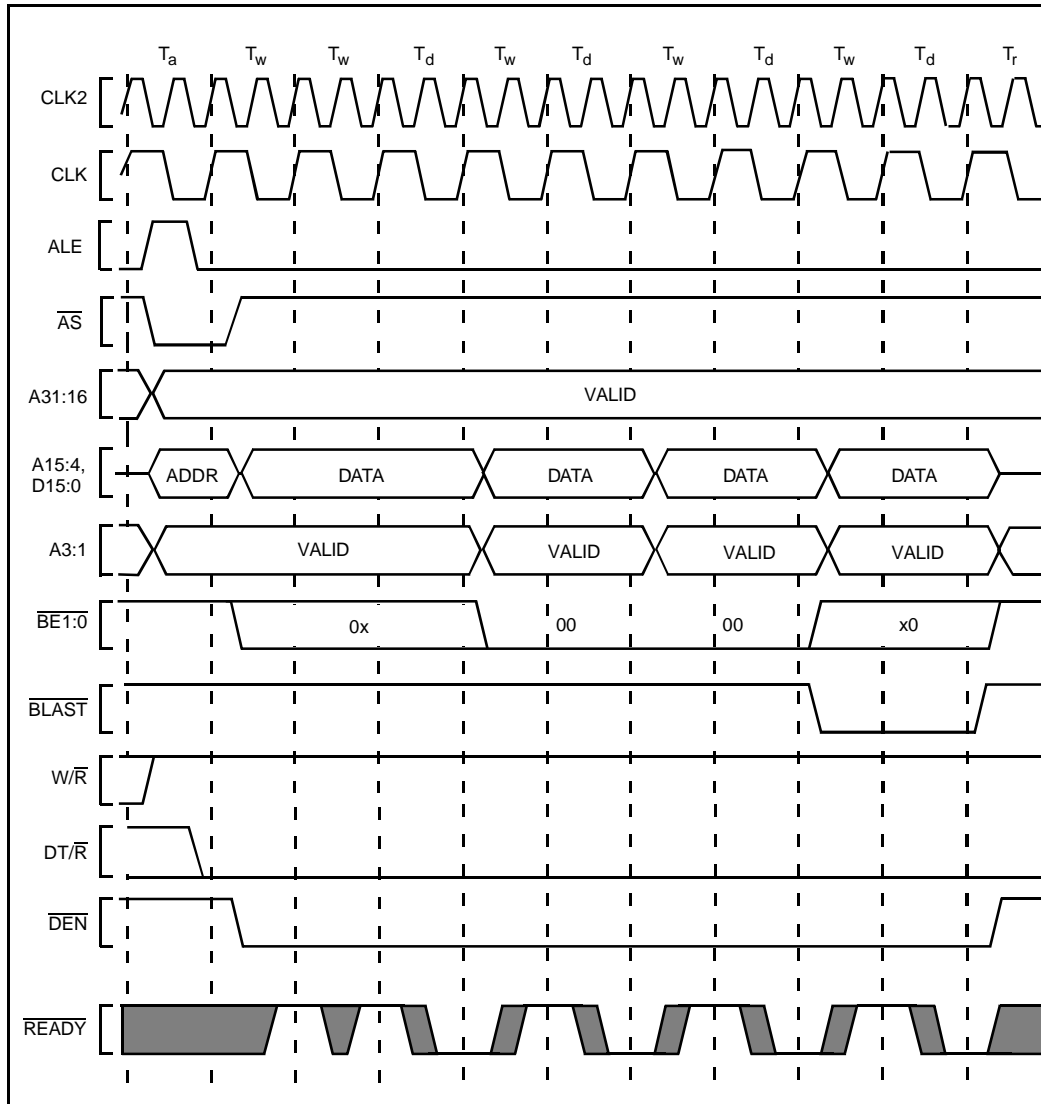 Ta Tw Tw Td Tw Td Tw Td Tw Td Tr
CLK2
CLK
ALE
AS
A31:16 VALID
A15:4,
D15:0
ADDR DATA DATA DATA DATA
A3:1 VALID VALID VALID VALID
BE1:0 0x 00 00 x0
BLAST
W/R
DT/R
DEN
READY